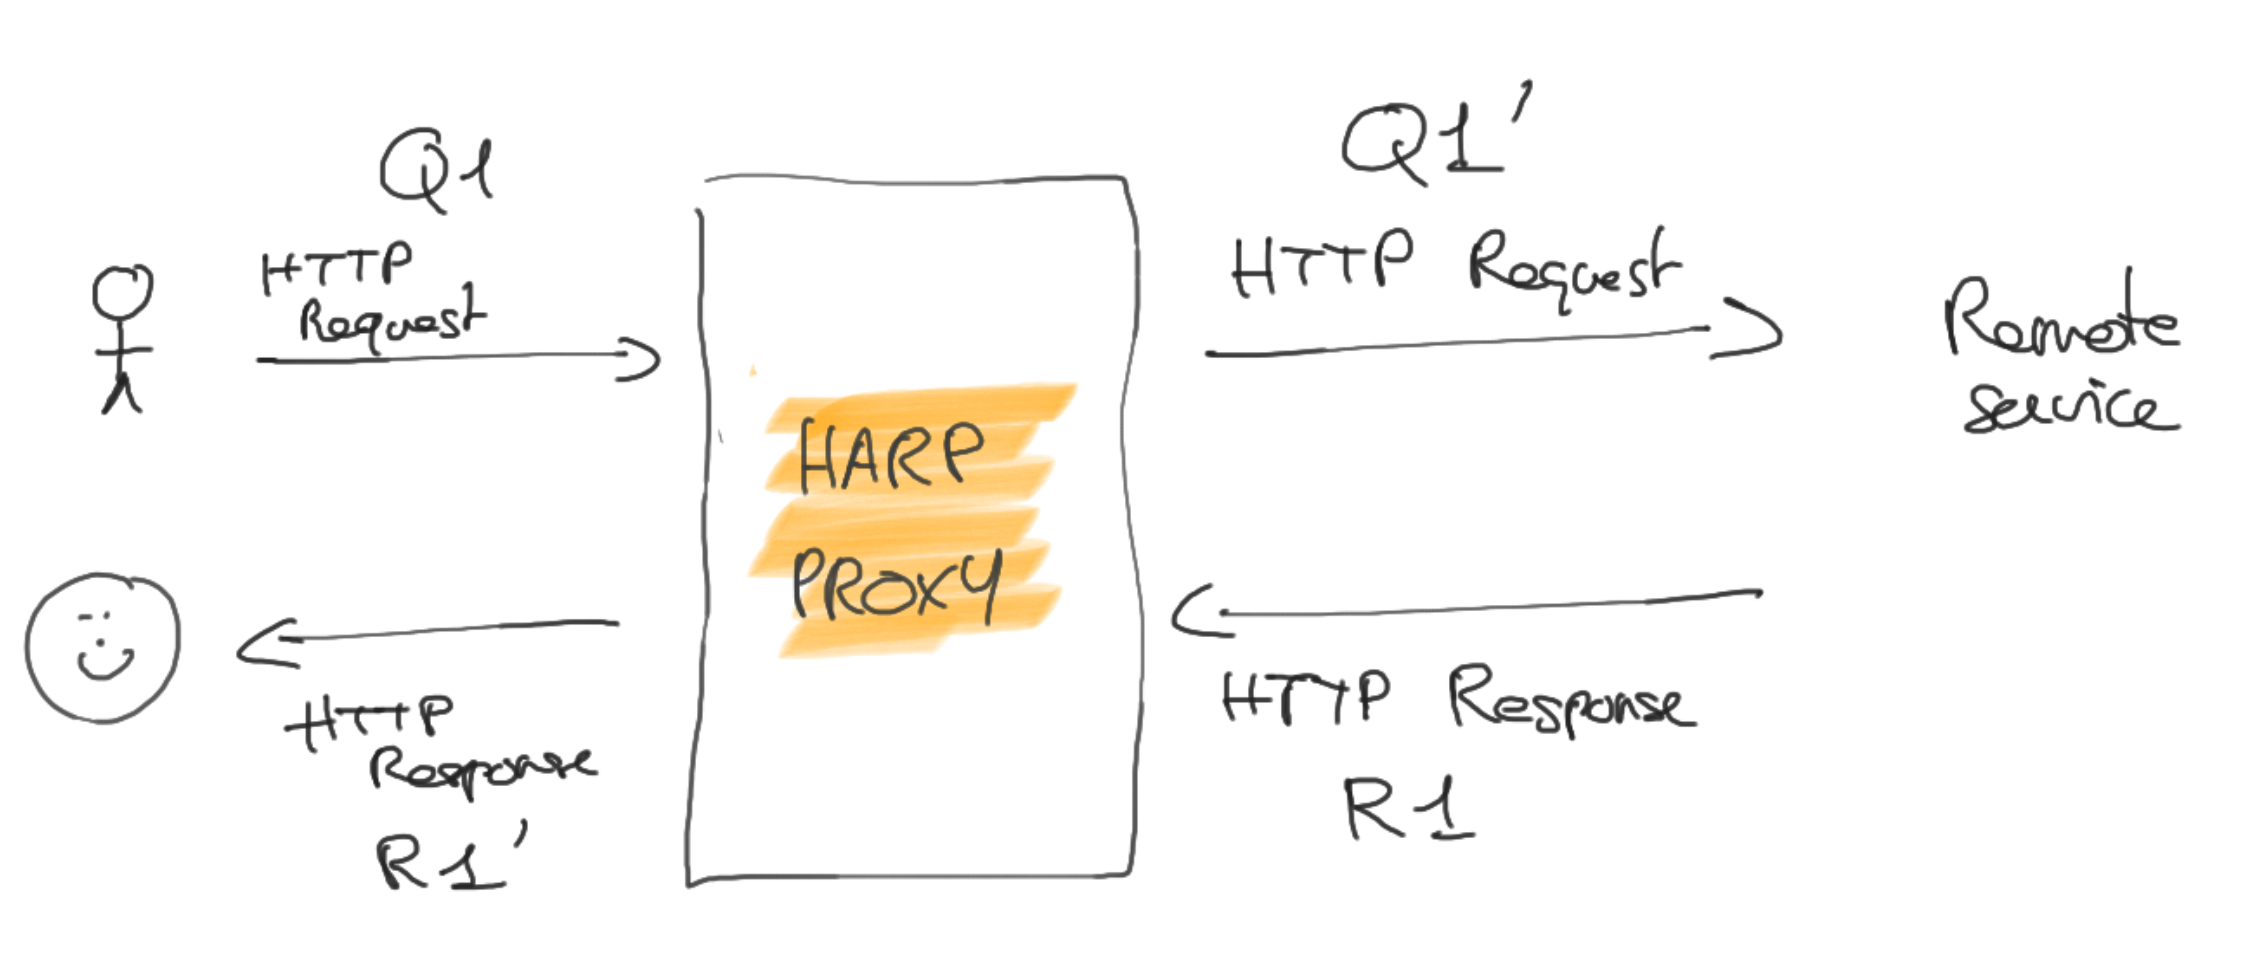 Q1
HTTP
Request
HARP
PROXY
Q1'
HTTP Request
Remote
service
HTTP Response
R1
HTTP
Response
R1'